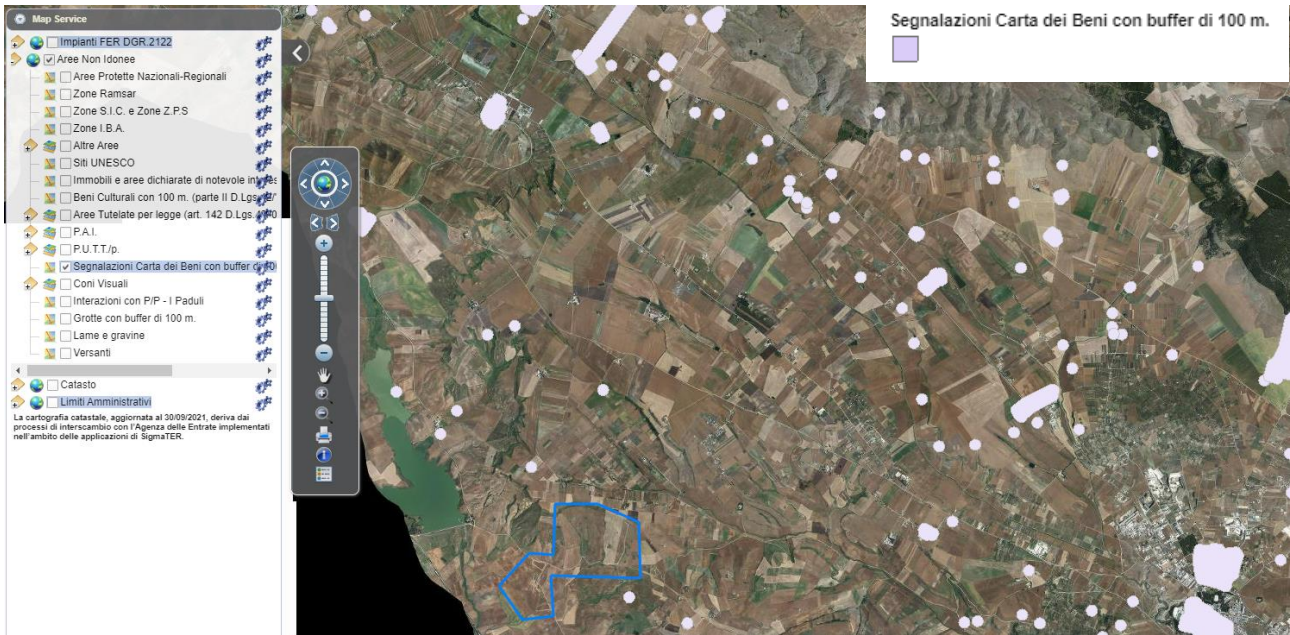 Map Service
Impianti FER DGR.2122
Aree Non Idonee
Aree Protette Nazionali-Regionali
Zone Ramsar
Zone S.I.C. e Zone Z.P.S
Zone I.B.A.
Altre Aree
Siti UNESCO
Immobili e aree dichiarate di notevole
Beni Culturali con 100 m. (parte II D.Lgs.
Aree Tutelate per legge (art. 142 D.Lgs.
P.A.I.
P.U.T.T./p.
Segnalazioni Carta dei Beni con buffer
Coni Visuali
Interazioni con P/P - I Paduli
Grotte con buffer di 100 m.
Lame e gravine
Versanti
Catasto
Limiti Amministrativi
La cartografia catastale, aggiornata al 30/09/2021, deriva dai
processi di interscambio con l'Agenzia delle Entrate implementati
nell'ambito delle applicazioni di SigmaTER.
Segnalazioni Carta dei Beni con buffer di 100 m.